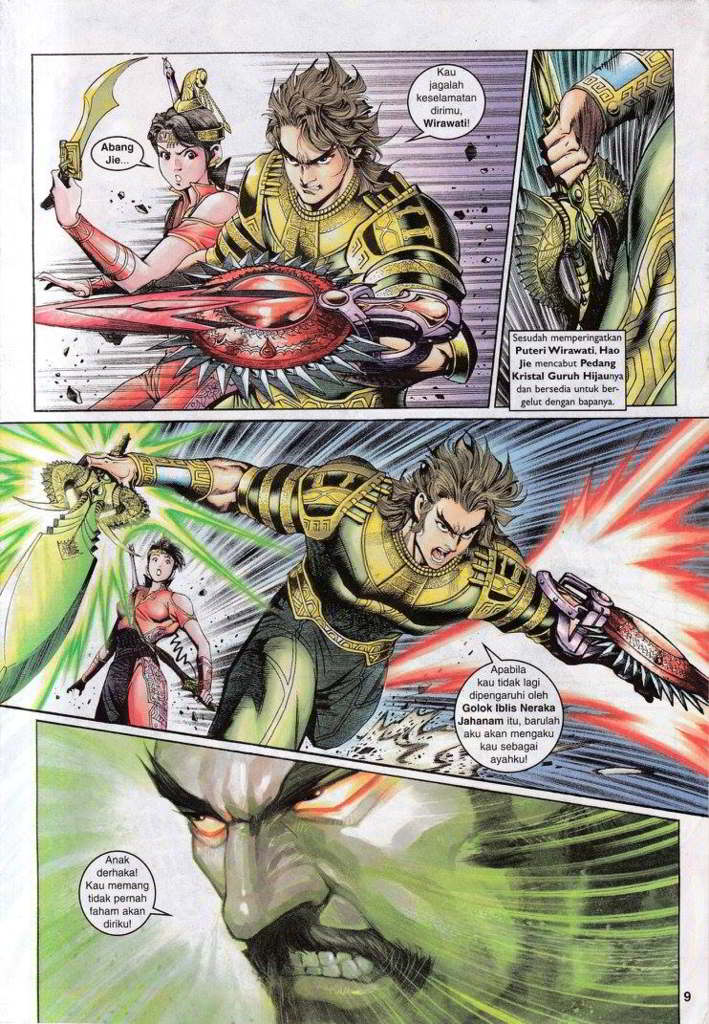 Abang
Jie...
Kau
jagalah
keselamatan
dirimu,
Wirawati!
Sesudah memperingatkan
Puteri Wirawati, Hao
Jie mencabut Pedang
Kristal Guruh Hijaunya
dan bersedia untuk ber-
gelut dengan bapanya.
Apabila
kau tidak lagi
dipengaruhi oleh
Golok Iblis Neraka
Jahanam itu, barulah
aku akan mengaku
kau sebagai
ayahku!
Anak
derhaka!
Kau memang
tidak pernah
faham akan
diriku!
9